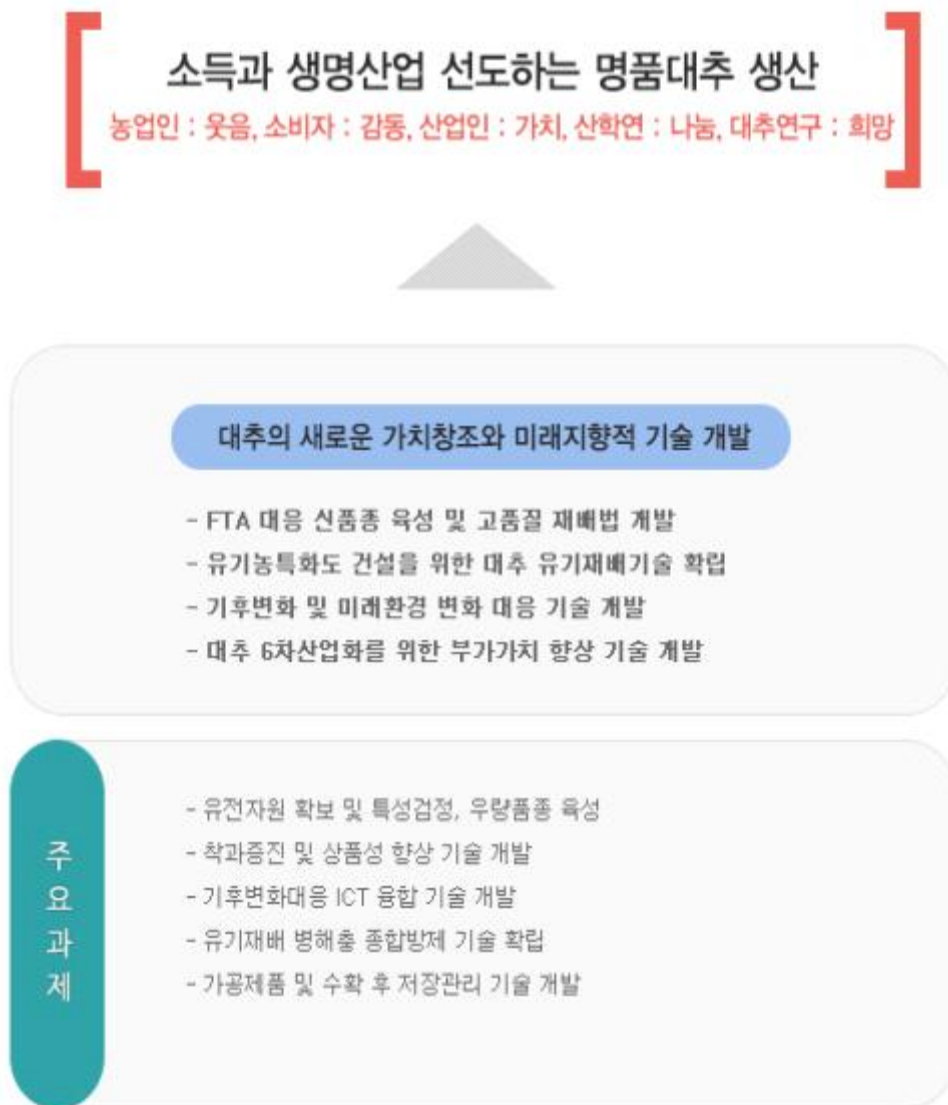 소득과 생명산업 선도하는 명품대추 생산
농업인 : 웃음, 소비자 : 감동, 산업인 : 가치, 산학연 : 나눔, 대추연구 : 희망
대추의 새로운 가치창조와 미래지향적 기술 개발
- FTA 대응 신품종 육성 및 고품질 재배법 개발
- 유기농특화도 건설을 위한 대추 유기재배기술 확립
- 기후변화 및 미래환경 변화 대응 기술 개발
- 대추 6차산업화를 위한 부가가치 향상 기술 개발
주요과제
- 유전자원 확보 및 특성검정, 우량품종 육성
- 착과증진 및 상품성 향상 기술 개발
- 기후변화대응 ICT 융합 기술 개발
- 유기재배 병해충 종합방제 기술 확립
- 가공제품 및 수확 후 저장관리 기술 개발